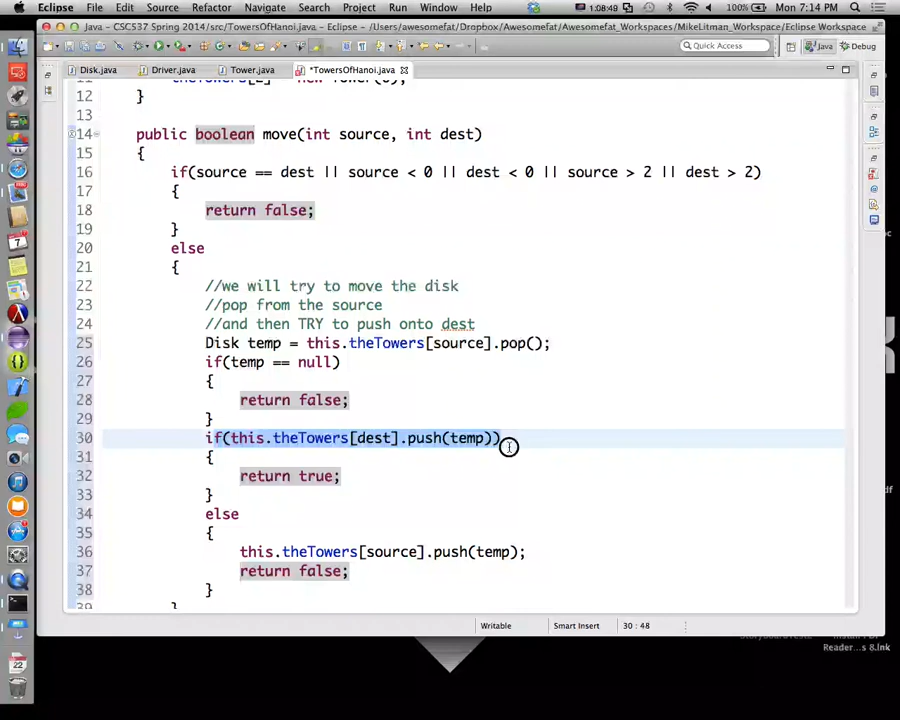 Eclipse File Edit Source Refactor Navigate Search Project Run Window Help 1:08:49 100% Mon 7:14 PM
Java - CSC537 Spring 2014/src/TowersOfHanoi.java - Eclipse - /Users/awesomefat/Dropbox/Awesomefat/Awesomefat_Workspaces/MikeLitman_Workspace/Eclipse Workspace
Quick Access Java Debug
Disk.java Driver.java Tower.java *TowersOfHanoi.java
12 }
13
14 public boolean move(int source, int dest)
15 {
16 if(source == dest || source < 0 || dest < 0 || source > 2 || dest > 2)
17 {
18 return false;
19 }
20 else
21 {
22 //we will try to move the disk
23 //pop from the source
24 //and then TRY to push onto dest
25 Disk temp = this.theTowers[source].pop();
26 if(temp == null)
27 {
28 return false;
29 }
30 if(this.theTowers[dest].push(temp))
31 {
32 return true;
33 }
34 else
35 {
36 this.theTowers[source].push(temp);
37 return false;
38 }
39 }
Writable Smart Insert 30 : 48
Reader...s 8.lnk